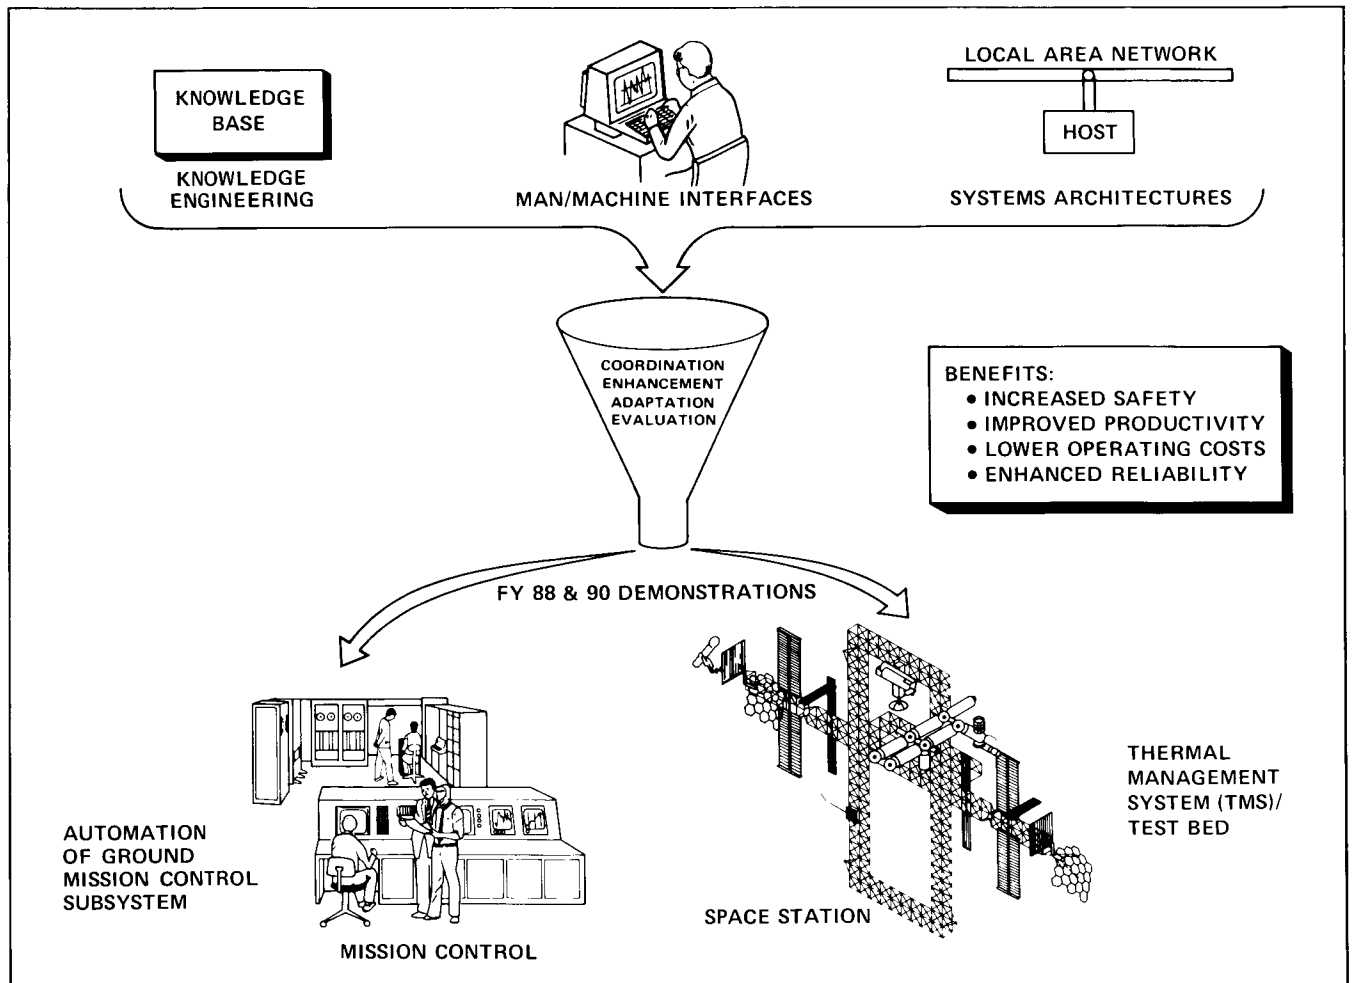 KNOWLEDGE
BASE
KNOWLEDGE
ENGINEERING
MAN/MACHINE INTERFACES
LOCAL AREA NETWORK
HOST
SYSTEMS ARCHITECTURES
COORDINATION
ENHANCEMENT
ADAPTATION
EVALUATION
BENEFITS:
• INCREASED SAFETY
• IMPROVED PRODUCTIVITY
• LOWER OPERATING COSTS
• ENHANCED RELIABILITY
FY 88 & 90 DEMONSTRATIONS
AUTOMATION
OF GROUND
MISSION CONTROL
SUBSYSTEM
MISSION CONTROL
SPACE STATION
THERMAL
MANAGEMENT
SYSTEM (TMS)/
TEST BED